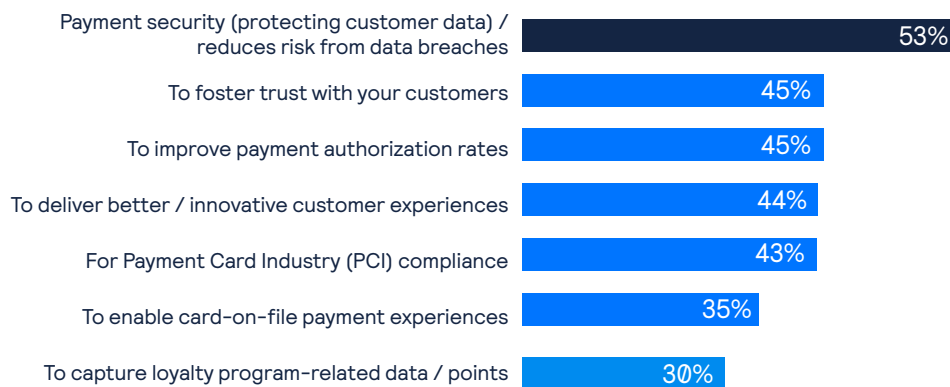 Payment security (protecting customer data) /
reduces risk from data breaches
53%
To foster trust with your customers
45%
To improve payment authorization rates
45%
To deliver better / innovative customer experiences
44%
For Payment Card Industry (PCI) compliance
43%
To enable card-on-file payment experiences
35%
To capture loyalty program-related data / points
30%